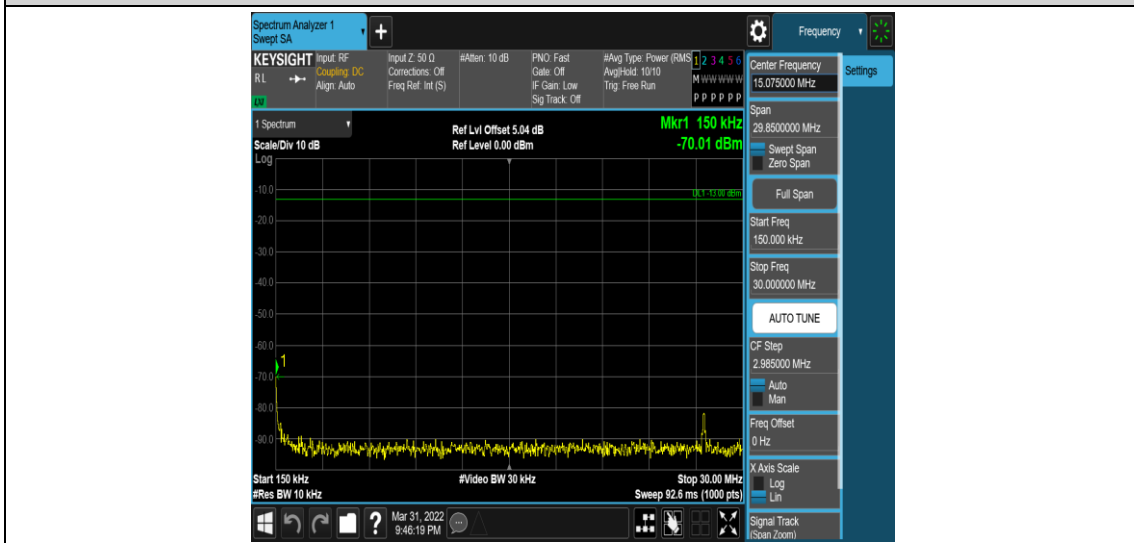 Spectrum Analyzer 1
Swept SA
+
Frequency
KEYSIGHT
RL
LXI
Input: RF
Coupling: DC
Align: Auto
Input Z: 50 Ω
Corrections: Off
Freq Ref: Int (S)
#Atten: 10 dB
PNO: Fast
Gate: Off
IF Gain: Low
Sig Track: Off
#Avg Type: Power (RMS
Avg|Hold: 10/10
Trig: Free Run
1 2 3 4 5 6
M W W W W W
P P P P P P
Center Frequency
15.075000 MHz
Settings
1 Spectrum
Scale/Div 10 dB
Ref Lvl Offset 5.04 dB
Ref Level 0.00 dBm
Mkr1 150 kHz
-70.01 dBm
Log
DL1 -13.00 dBm
-10.0
-20.0
-30.0
-40.0
-50.0
-60.0
-70.0
-80.0
-90.0
1
Start 150 kHz
#Res BW 10 kHz
#Video BW 30 kHz
Stop 30.00 MHz
Sweep 92.6 ms (1000 pts)
Span
29.8500000 MHz
Swept Span
Zero Span
Full Span
Start Freq
150.000 kHz
Stop Freq
30.000000 MHz
AUTO TUNE
CF Step
2.985000 MHz
Auto
Man
Freq Offset
0 Hz
X Axis Scale
Log
Lin
Signal Track
(Span Zoom)
?
Mar 31, 2022
9:46:19 PM